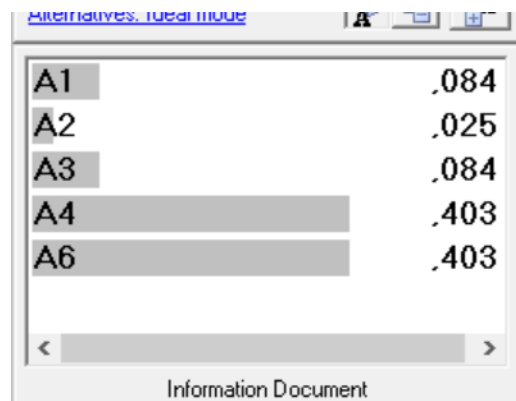 Alternatives: Ideal mode
A1 ,084
A2 ,025
A3 ,084
A4 ,403
A6 ,403
Information Document